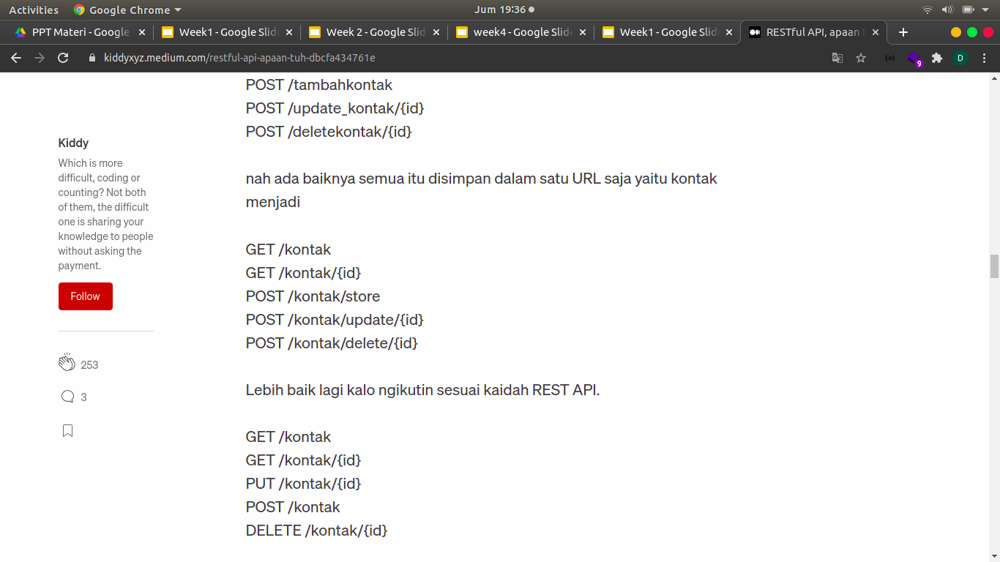 Activities
Google Chrome
Jum 19:36
PPT Materi - Google
Week1 - Google Slid
Week 2 - Google Slid
week4 - Google Slid
Week1 - Google Slid
RESTful API, apaan
kiddyxyz.medium.com/restful-api-apaan-tuh-dbcfa434761e
9
D
POST /tambahkontak
POST /update_kontak/{id}
POST /deletekontak/{id}
Kiddy
Which is more
difficult, coding or
counting? Not both
of them, the difficult
one is sharing your
knowledge to people
without asking the
payment.
Follow
253
3
nah ada baiknya semua itu disimpan dalam satu URL saja yaitu kontak
menjadi
GET /kontak
GET /kontak/{id}
POST /kontak/store
POST /kontak/update/{id}
POST /kontak/delete/{id}
Lebih baik lagi kalo ngikutin sesuai kaidah REST API.
GET /kontak
GET /kontak/{id}
PUT /kontak/{id}
POST /kontak
DELETE /kontak/{id}